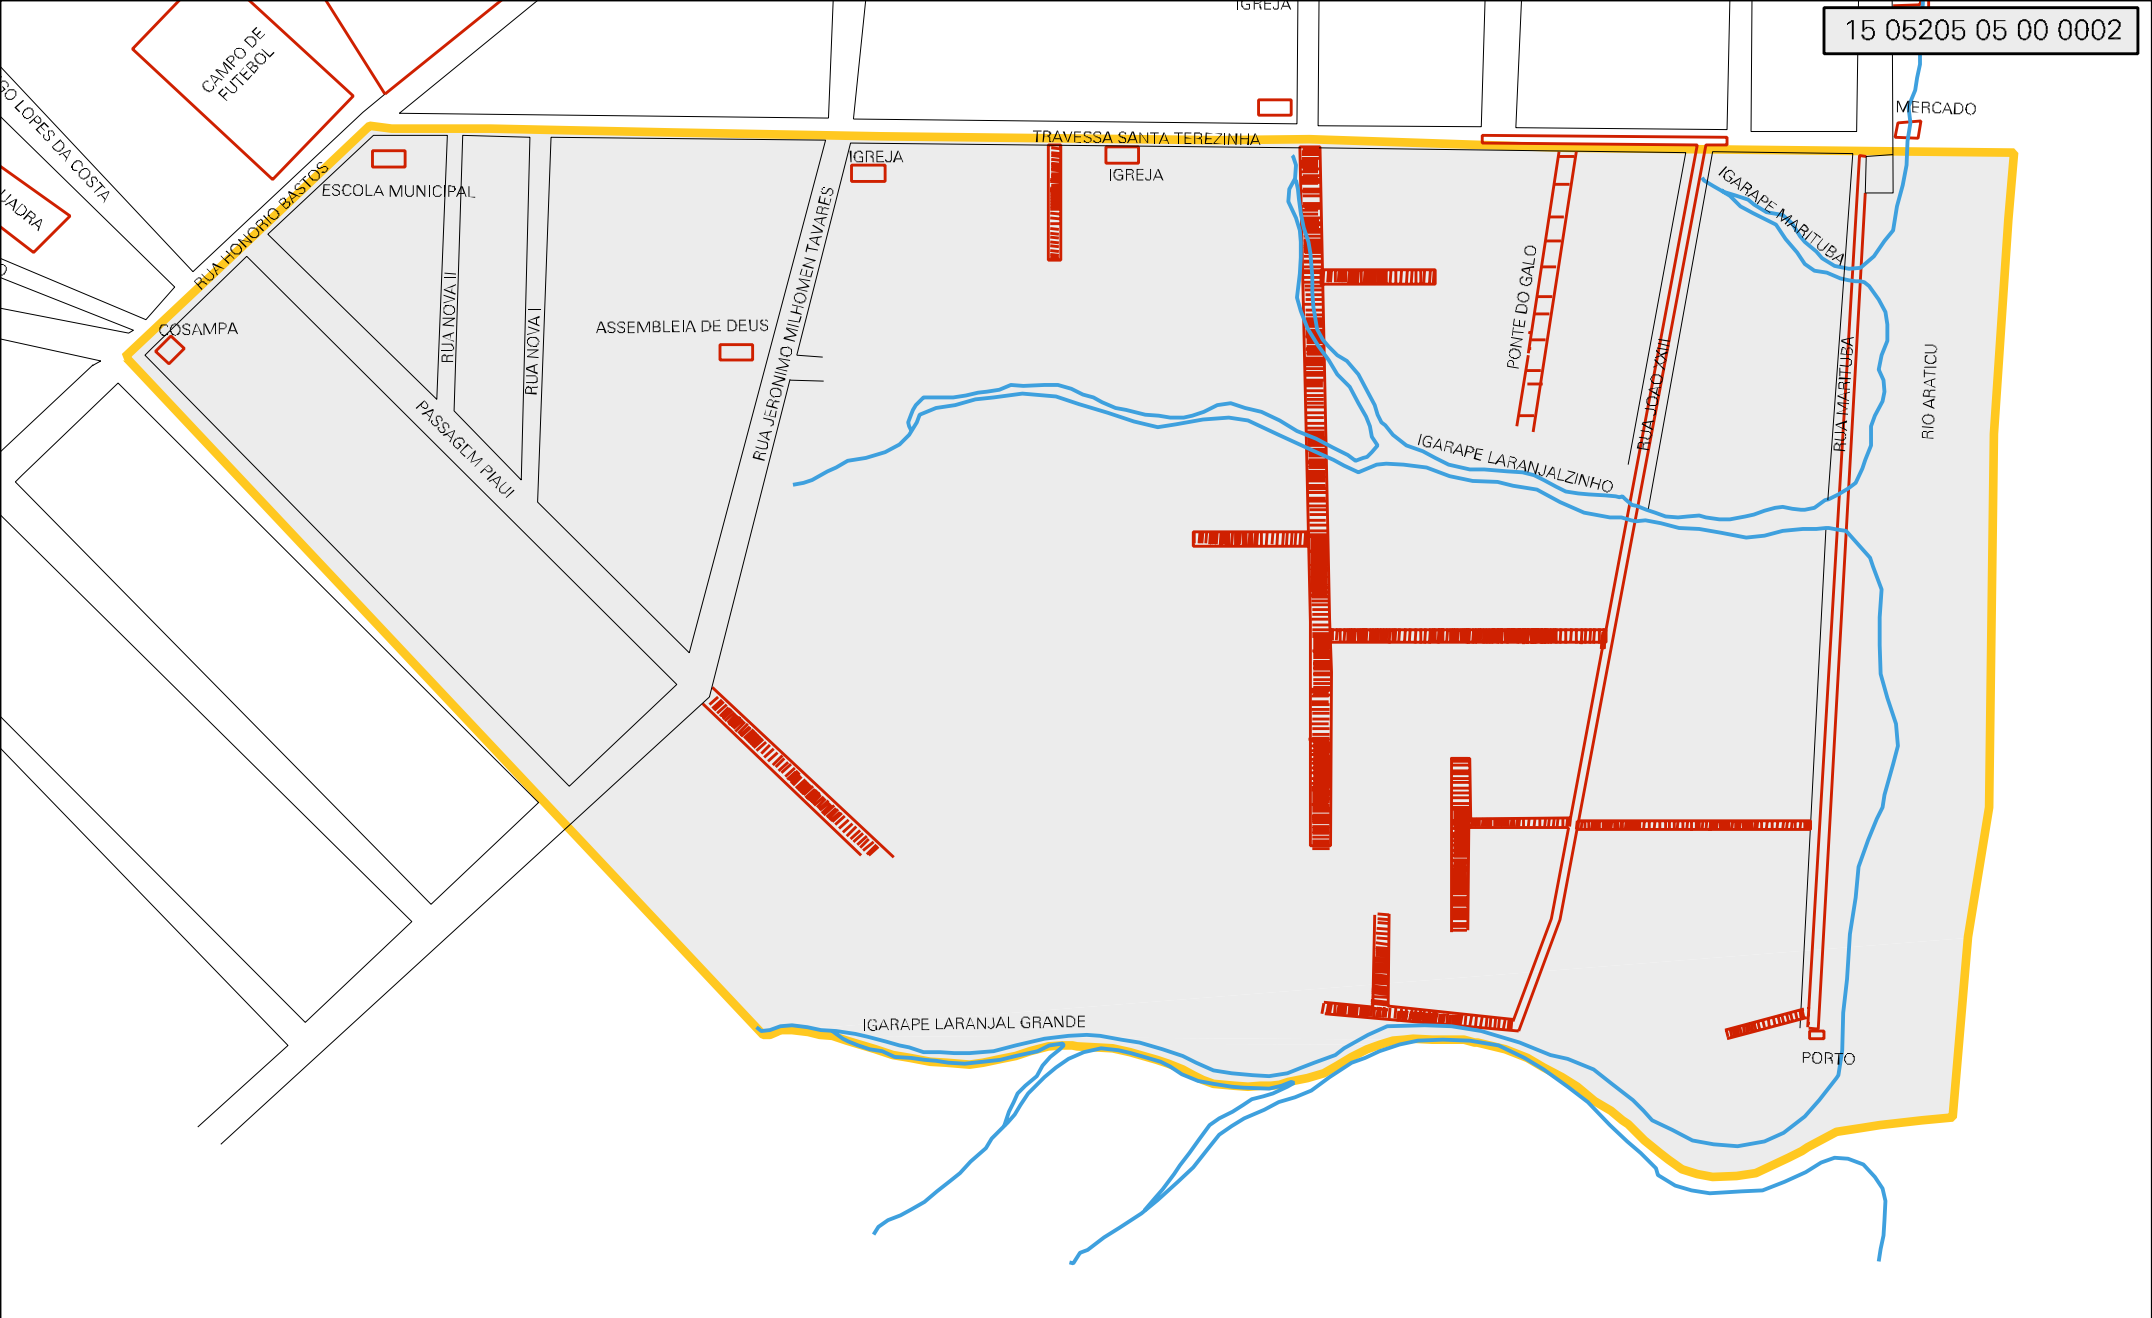 IGREJA
15 05205 05 00 0002
CAMPO DE
FUTEBOL
GO LOPES DA COSTA
MERCADO
TRAVESSA SANTA TEREZINHA
IGREJA
IGREJA
ESCOLA MUNICIPAL
RUA HONORIO BASTOS
UADRA
O
IGARAPE MARITUBA
RUA JERONIMO MILHOMEN TAVARES
COSAMPA
RUA NOVA II
RUA NOVA I
ASSEMBLEIA DE DEUS
PONTE DO GALO
RUA JOAO XXIII
RUA MARITUBA
RIO ARATICU
PASSAGEM PIAUI
IGARAPE LARANJALZINHO
IGARAPE LARANJAL GRANDE
PORTO